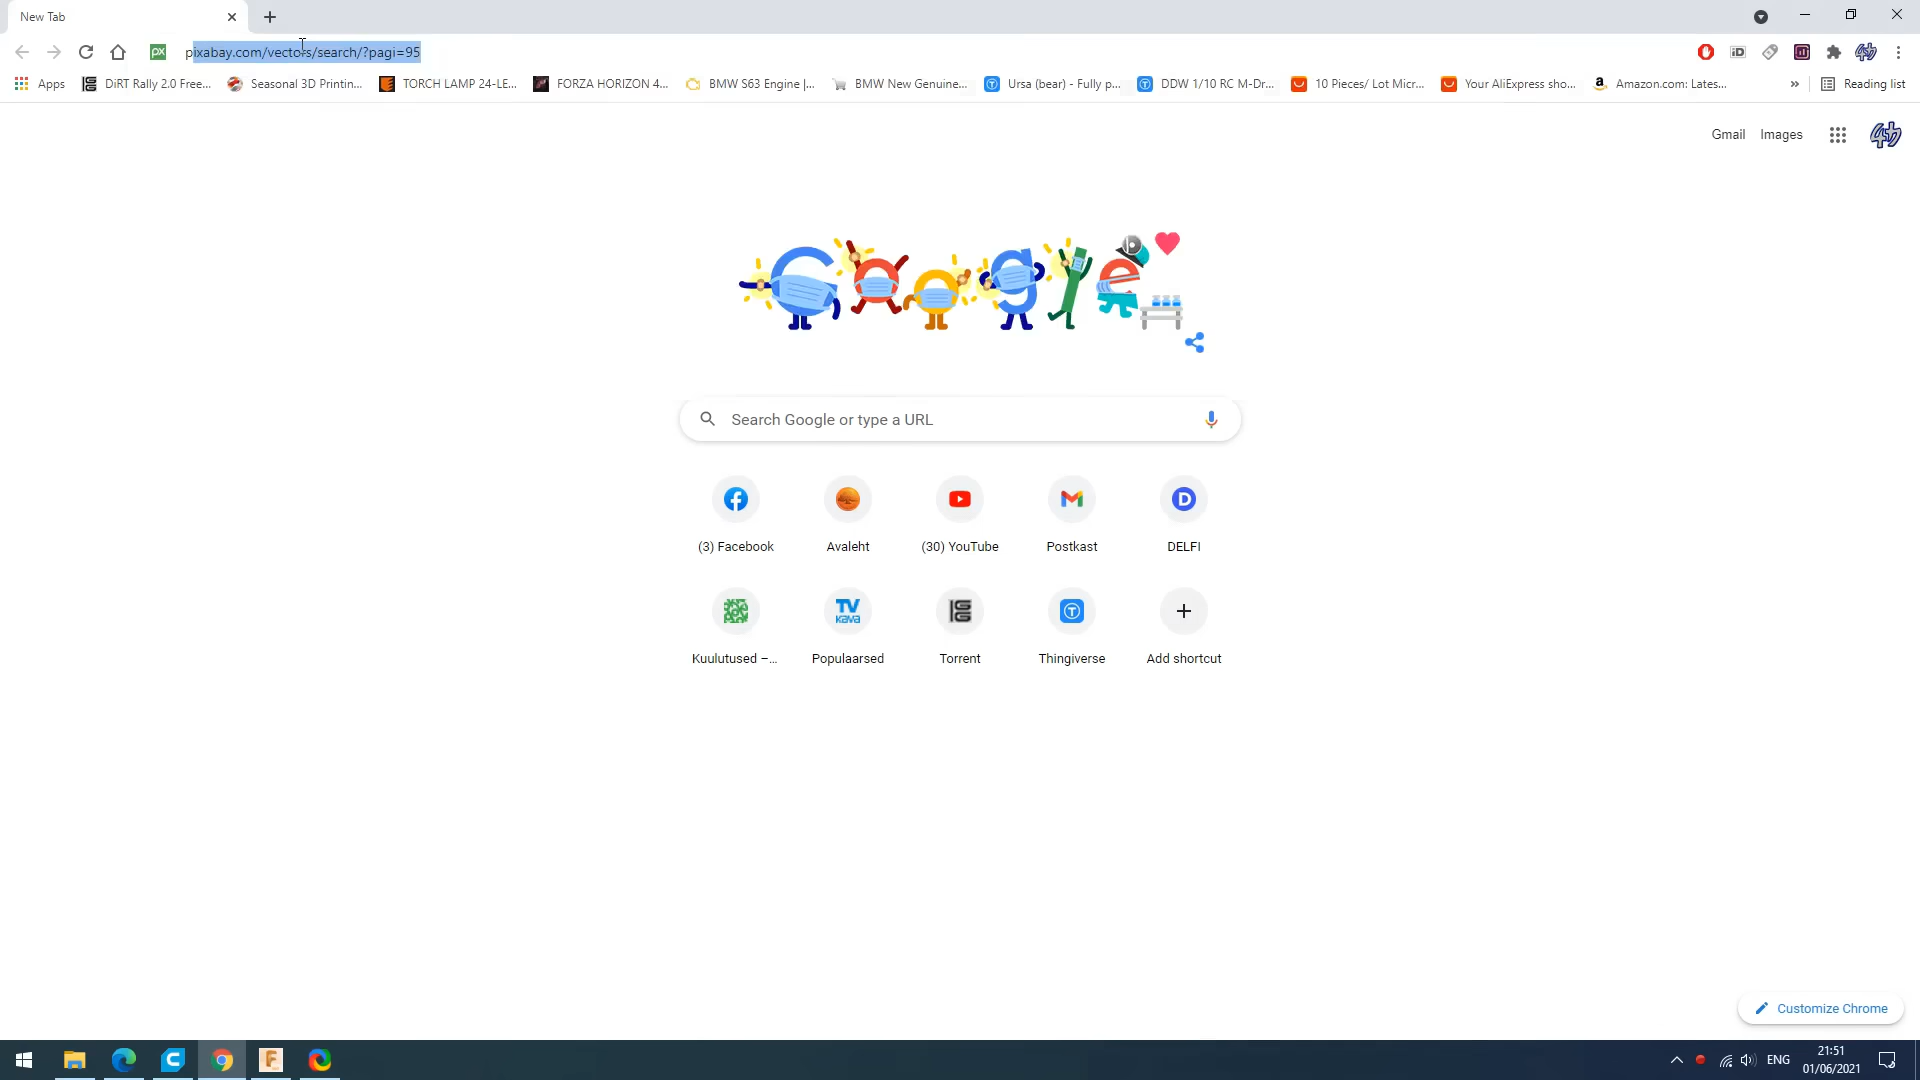 New Tab
pixabay.com/vectors/search/?pagi=95
Apps DiRT Rally 2.0 Free... Seasonal 3D Printin... TORCH LAMP 24-LE... FORZA HORIZON 4... BMW S63 Engine |... BMW New Genuine... Ursa (bear) - Fully p... DDW 1/10 RC M-Dr... 10 Pieces/ Lot Micr... Your AliExpress sho... Amazon.com: Lates... » Reading list
Gmail Images
Google
Search Google or type a URL
(3) Facebook Avaleht (30) YouTube Postkast DELFI
Kuulutused –... Populaarsed Torrent Thingiverse Add shortcut
Customize Chrome
ENG
21:51
01/06/2021